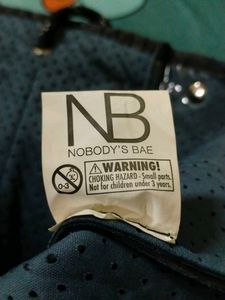 NB
NOBODY'S BAE
WARNING!
0-3
CHOKING HAZARD - Small parts.
Not for children under 3 years.